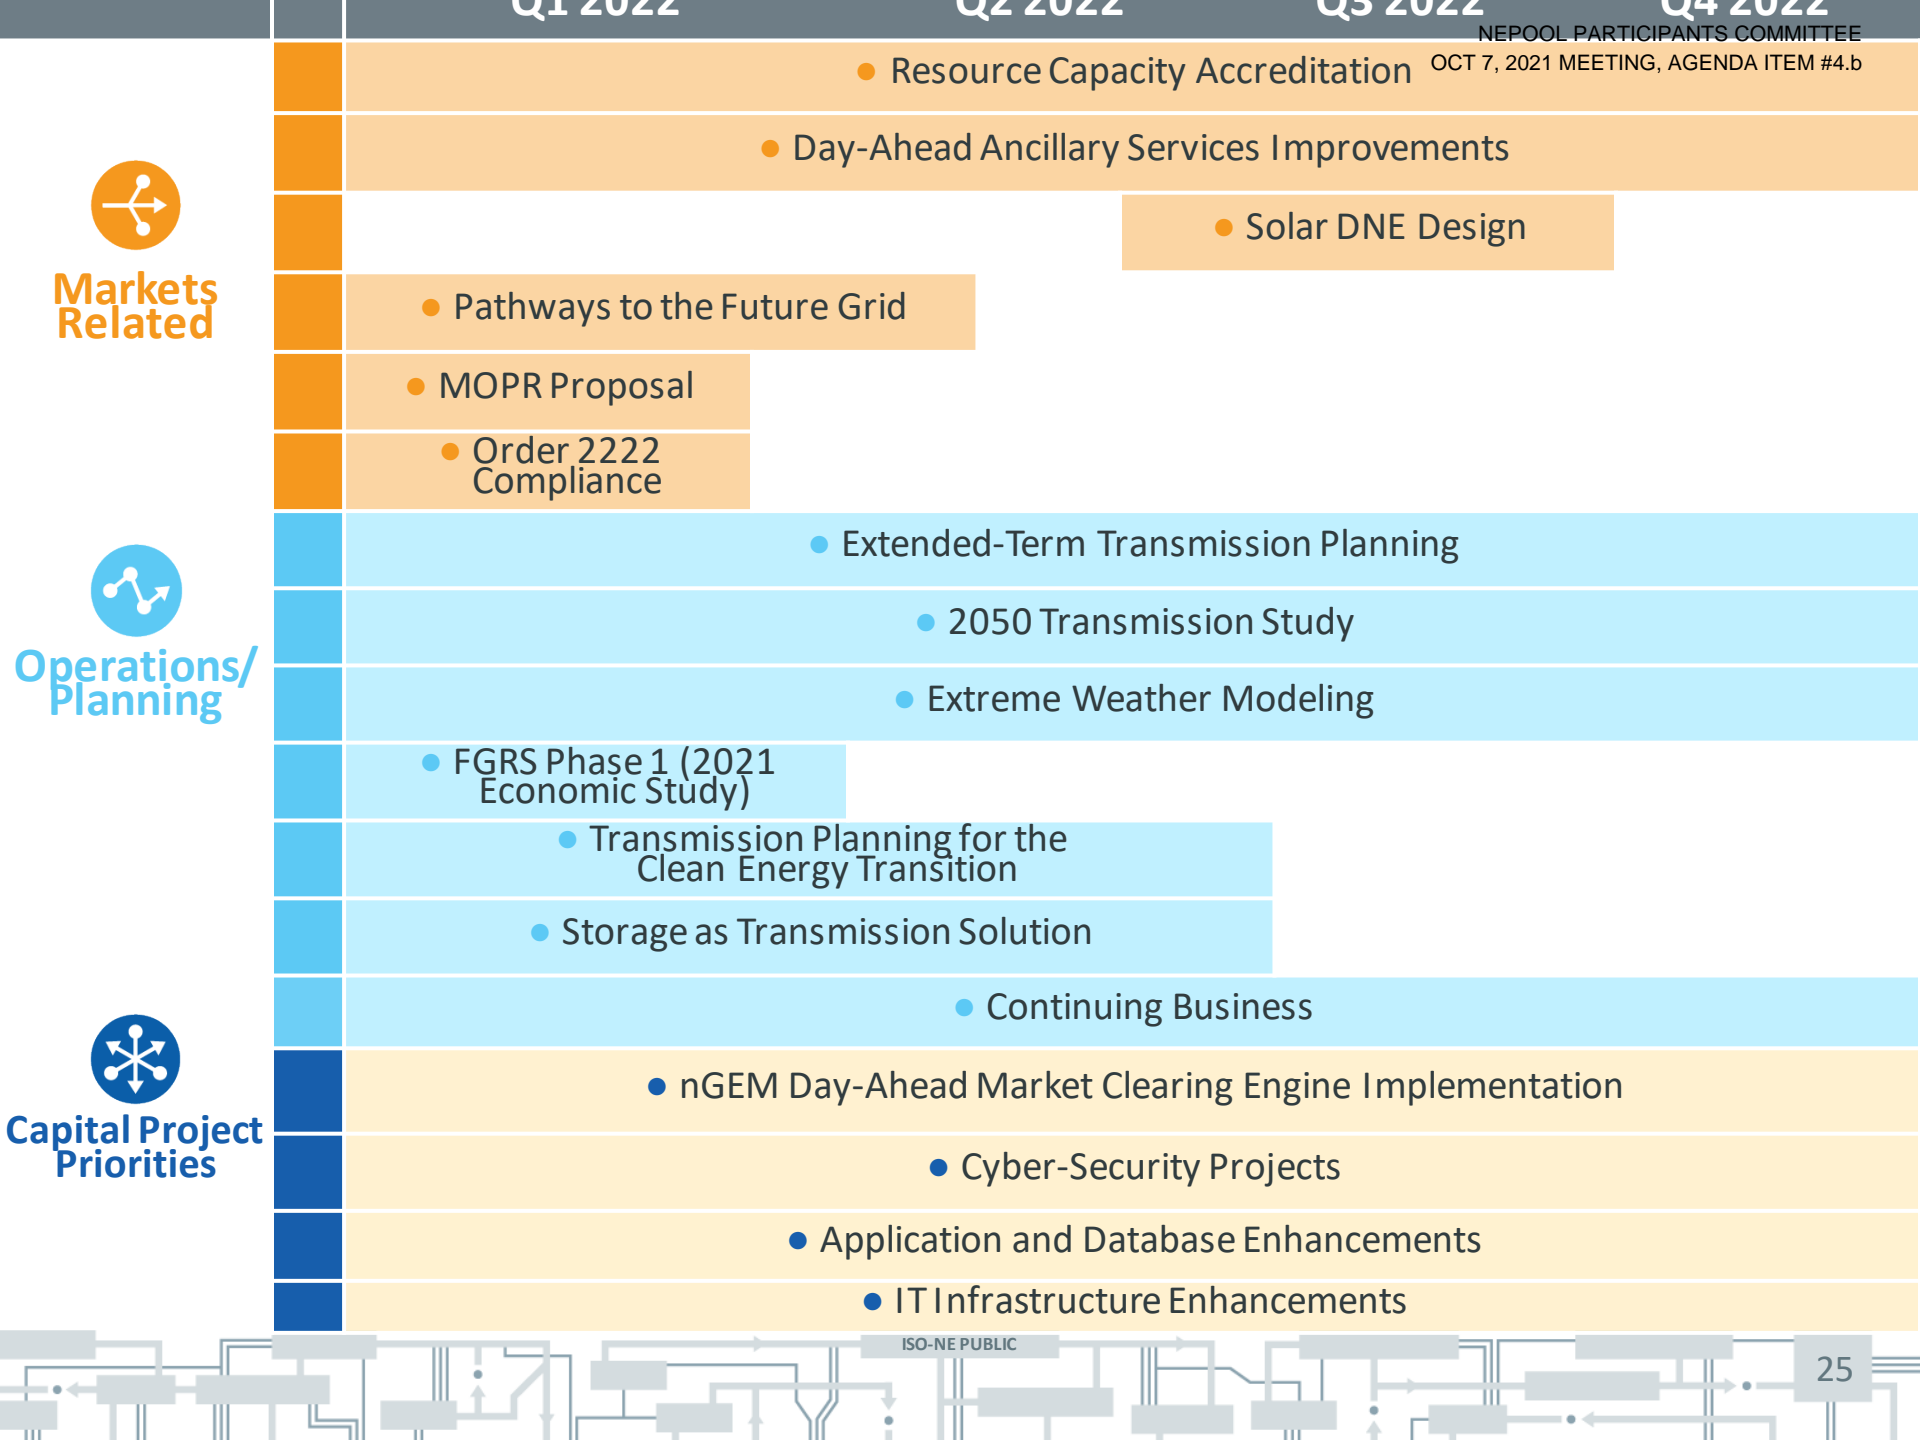 Q1 2022 Q2 2022 Q3 2022 Q4 2022
NEPOOL PARTICIPANTS COMMITTEE
OCT 7, 2021 MEETING, AGENDA ITEM #4.b
Markets
Related
• Resource Capacity Accreditation
• Day-Ahead Ancillary Services Improvements
• Solar DNE Design
• Pathways to the Future Grid
• MOPR Proposal
• Order 2222
Compliance
Operations/
Planning
• Extended-Term Transmission Planning
• 2050 Transmission Study
• Extreme Weather Modeling
• FGRS Phase 1 (2021
Economic Study)
• Transmission Planning for the
Clean Energy Transition
• Storage as Transmission Solution
• Continuing Business
Capital Project
Priorities
• nGEM Day-Ahead Market Clearing Engine Implementation
• Cyber-Security Projects
• Application and Database Enhancements
• IT Infrastructure Enhancements
ISO-NE PUBLIC
25